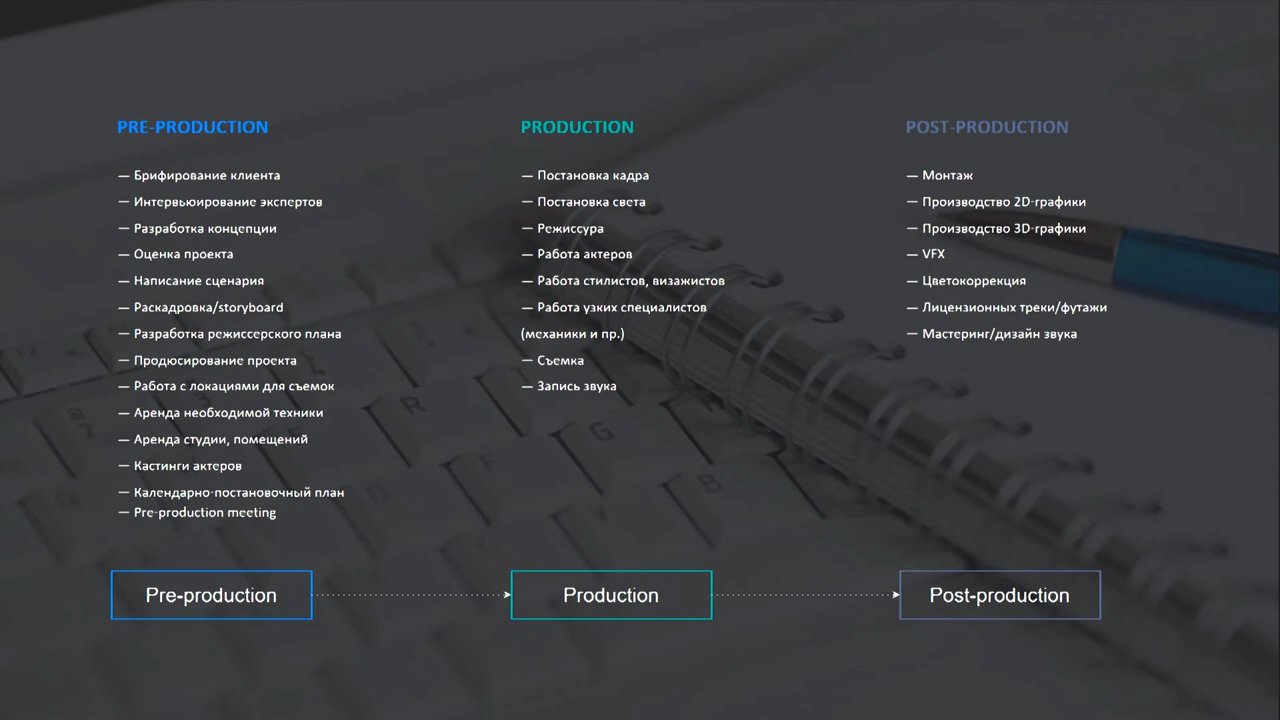 PRE-PRODUCTION
— Брифирование клиента
— Интервьюирование экспертов
— Разработка концепции
— Оценка проекта
— Написание сценария
— Раскадровка/storyboard
— Разработка режиссерского плана
— Продюсирование проекта
— Работа с локациями для съемок
— Аренда необходимой техники
— Аренда студии, помещений
— Кастинги актеров
— Календарно-постановочный план
— Pre-production meeting
PRODUCTION
— Постановка кадра
— Постановка света
— Режиссура
— Работа актеров
— Работа стилистов, визажистов
— Работа узких специалистов
(механики и пр.)
— Съемка
— Запись звука
POST-PRODUCTION
— Монтаж
— Производство 2D-графики
— Производство 3D-графики
— VFX
— Цветокоррекция
— Лицензионных треки/футажи
— Мастеринг/дизайн звука
Pre-production
Production
Post-production